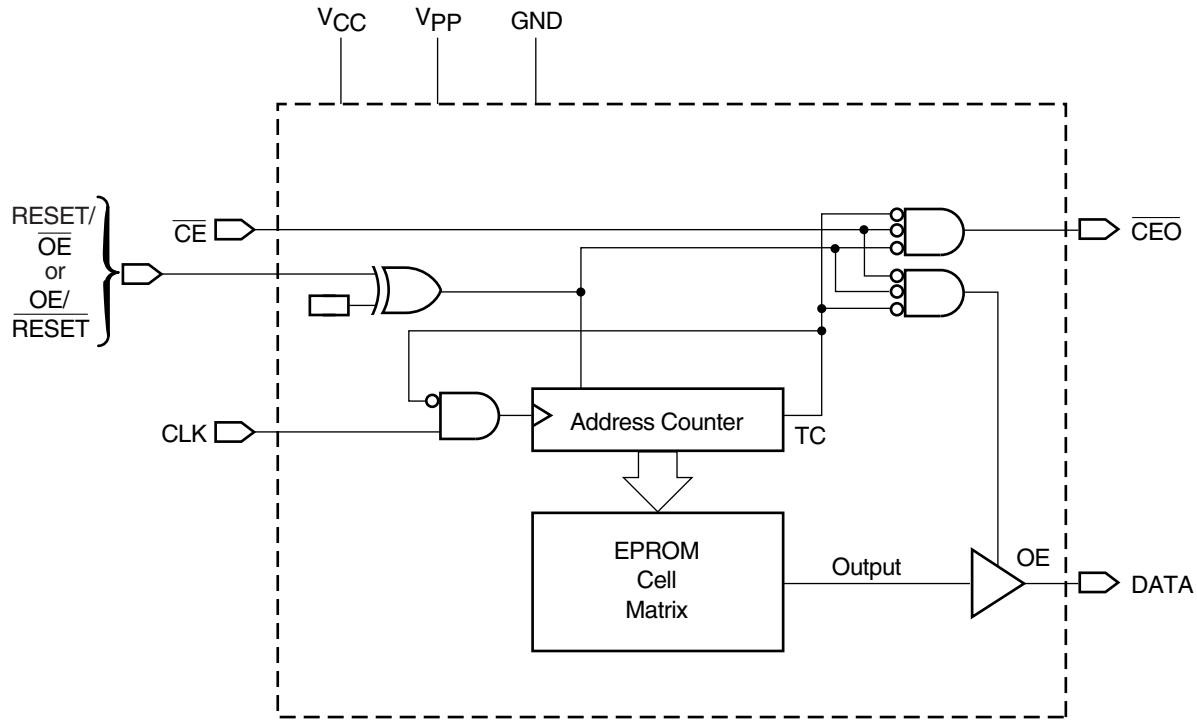 VCC
VPP
GND
RESET/
OE
or
OE/
RESET
CE
CEO
CLK
Address Counter
TC
EPROM
Cell
Matrix
Output
OE
DATA